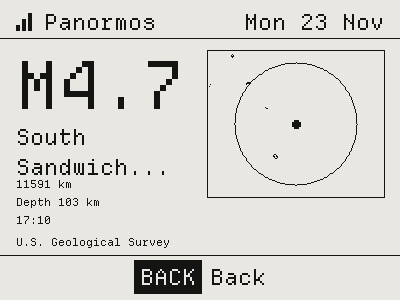 Panormos Mon 23 Nov
M4.7
South
Sandwich...
11591 km
Depth 103 km
17:10
U.S. Geological Survey
BACK Back